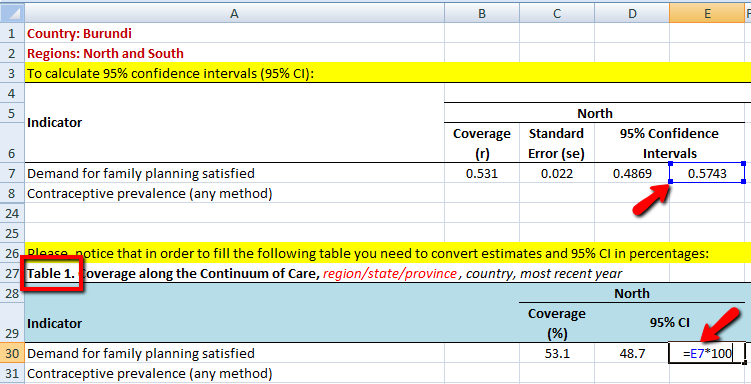 A B C D E F
1 Country: Burundi
2 Regions: North and South
3 To calculate 95% confidence intervals (95% CI):
4
5 North
Indicator
Coverage Standard 95% Confidence
6 (r) Error (se) Intervals
7 Demand for family planning satisfied 0.531 0.022 0.4869 0.5743
8 Contraceptive prevalence (any method)
24
25
26 Please, notice that in order to fill the following table you need to convert estimates and 95% CI in percentages:
27 Table 1. Coverage along the Continuum of Care, region/state/province, country, most recent year
28 North
Coverage
29 Indicator (%) 95% CI
30 Demand for family planning satisfied 53.1 48.7 =E7*100
31 Contraceptive prevalence (any method)